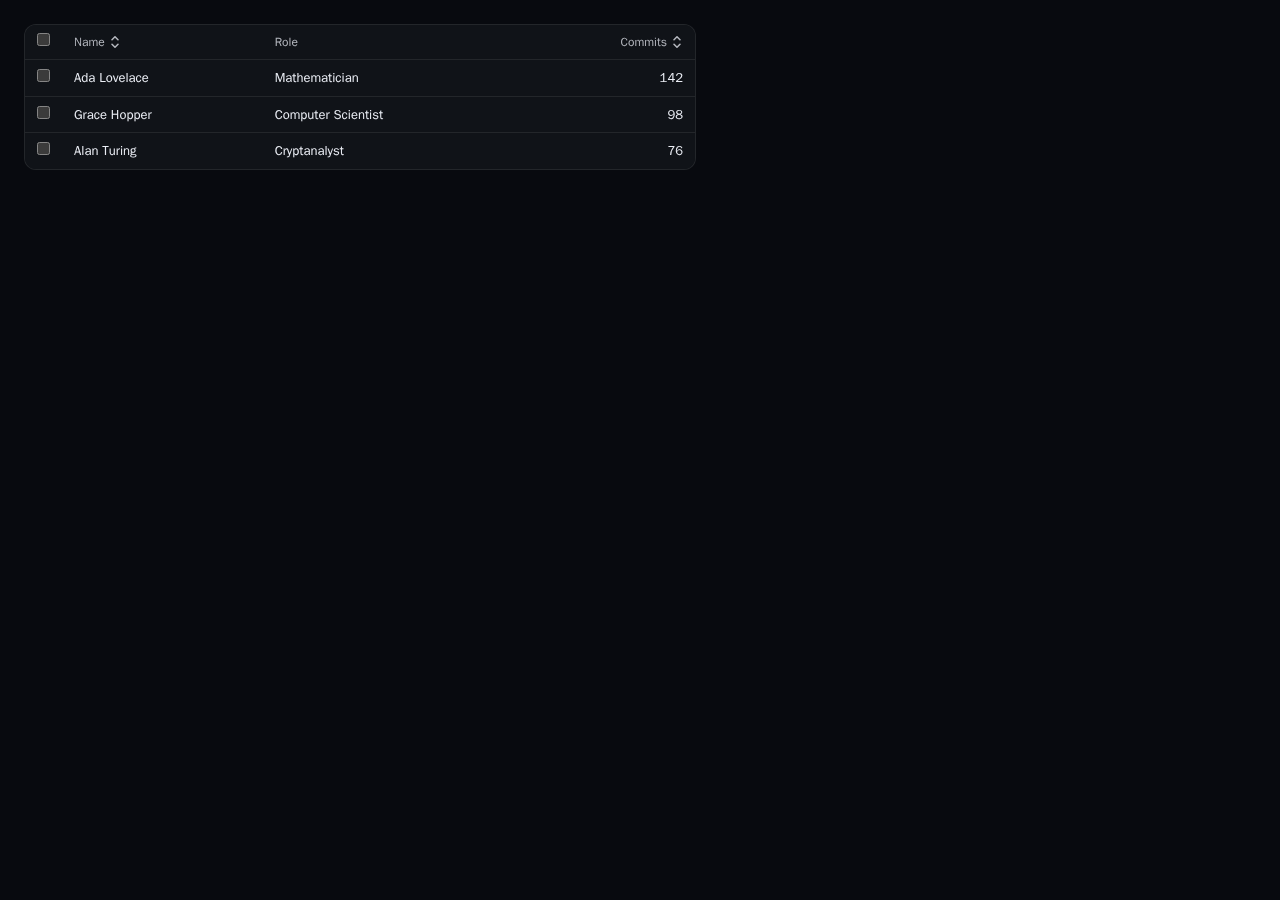 Name Role Commits
Ada Lovelace Mathematician 142
Grace Hopper Computer Scientist 98
Alan Turing Cryptanalyst 76